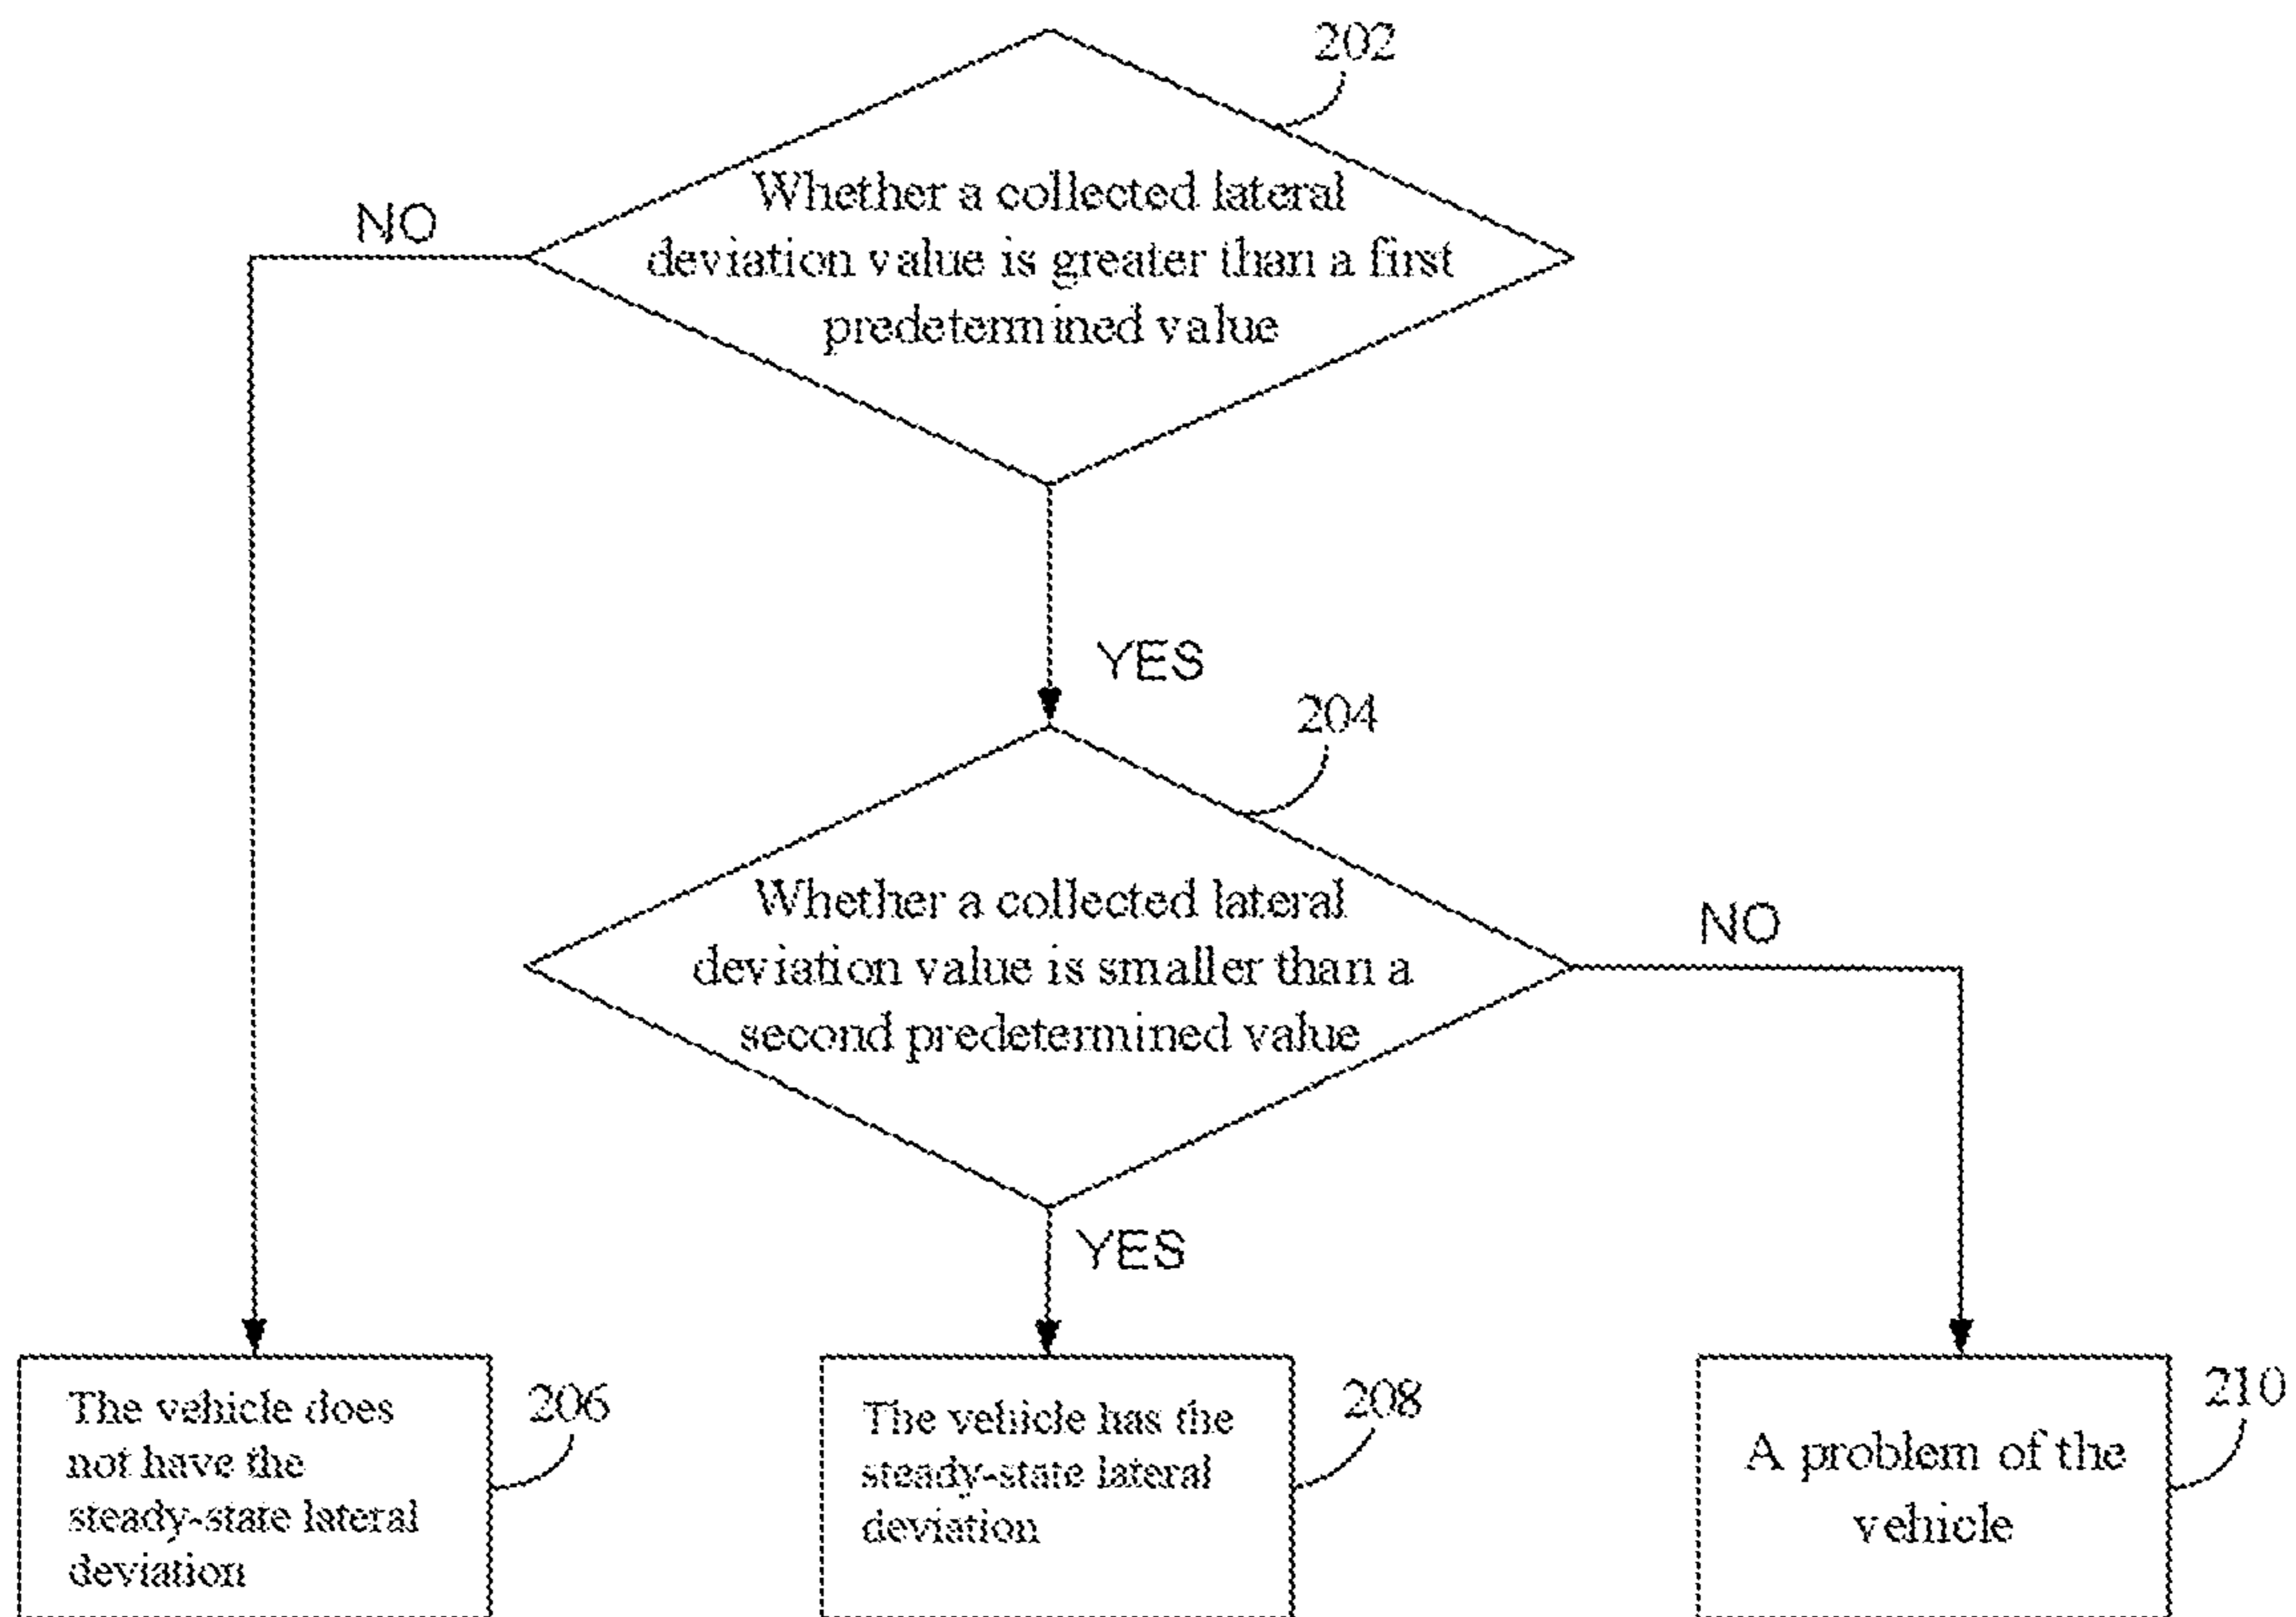 202
Whether a collected lateral
deviation value is greater than a first
predetermined value
NO
YES
204
Whether a collected lateral
deviation value is smaller than a
second predetermined value
NO
YES
The vehicle does
not have the
steady-state lateral
deviation
206
The vehicle has the
steady-state lateral
deviation
208
A problem of the
vehicle
210